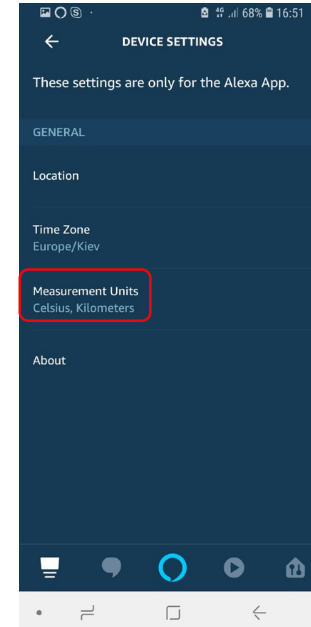 4G 68% 16:51
DEVICE SETTINGS
These settings are only for the Alexa App.
GENERAL
Location
Time Zone
Europe/Kiev
Measurement Units
Celsius, Kilometers
About